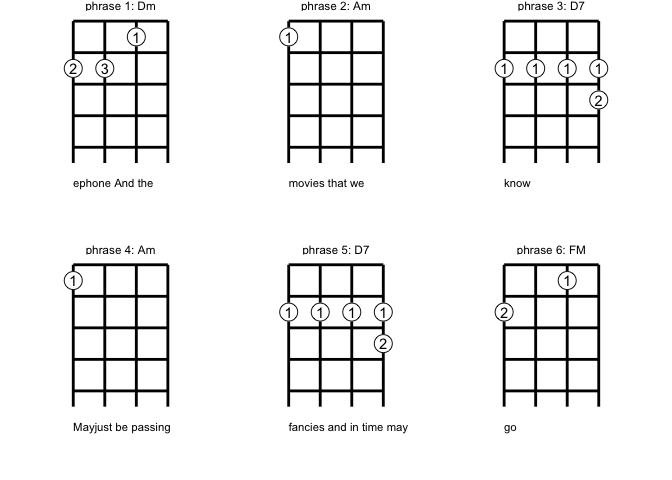 phrase 1: Dm
phrase 2: Am
phrase 3: D7
1
2 3
1
1 1 1 1
2
ephone And the
movies that we
know
phrase 4: Am
phrase 5: D7
phrase 6: FM
1
1 1 1 1
2
1
2
Mayjust be passing
fancies and in time may
go